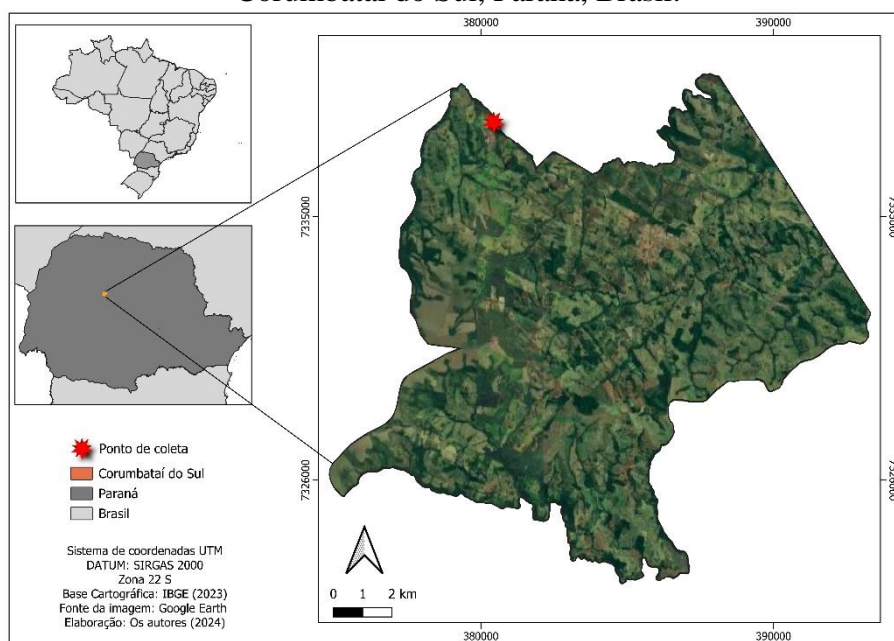 Corumbataí do Sul, Paraná, Brasil.
380000
390000
7335000
7335000
7326000
7326000
Ponto de coleta
Corumbataí do Sul
Paraná
Brasil
Sistema de coordenadas UTM
DATUM: SIRGAS 2000
Zona 22 S
Base Cartográfica: IBGE (2023)
Fonte da imagem: Google Earth
Elaboração: Os autores (2024)
0 1 2 km
380000
390000